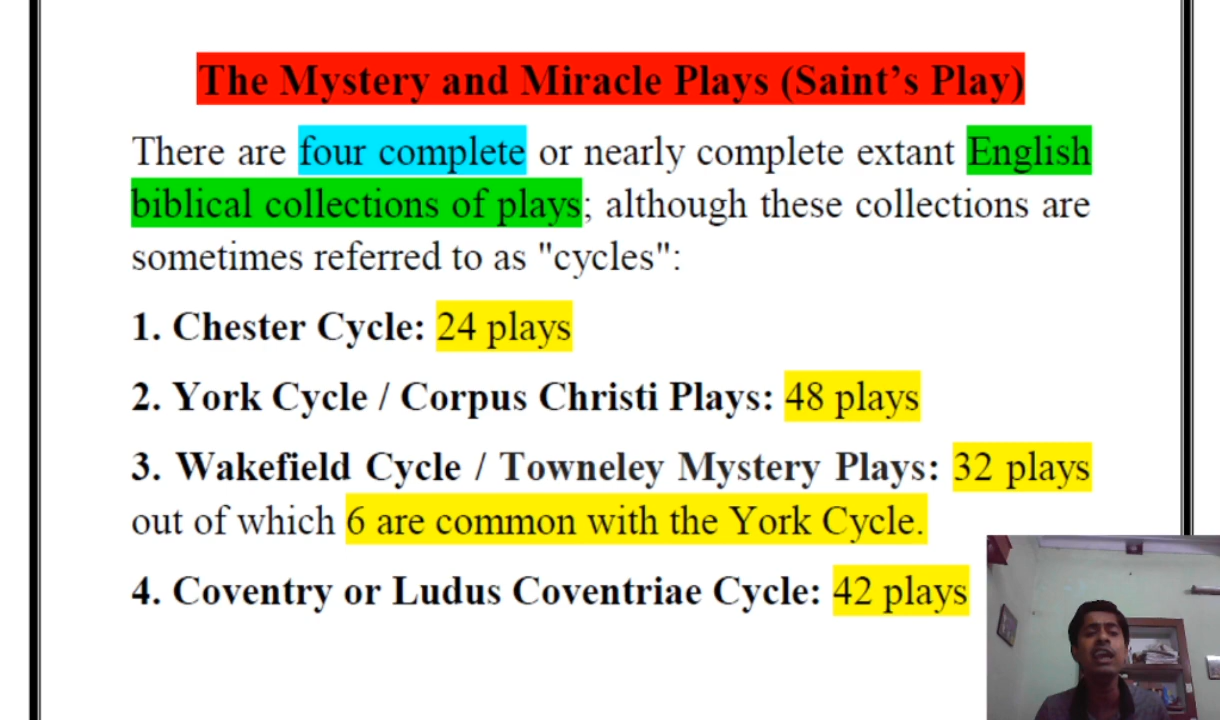 The Mystery and Miracle Plays (Saint’s Play)
There are four complete or nearly complete extant English
biblical collections of plays; although these collections are
sometimes referred to as "cycles":
1. Chester Cycle: 24 plays
2. York Cycle / Corpus Christi Plays: 48 plays
3. Wakefield Cycle / Towneley Mystery Plays: 32 plays
out of which 6 are common with the York Cycle.
4. Coventry or Ludus Coventriae Cycle: 42 plays